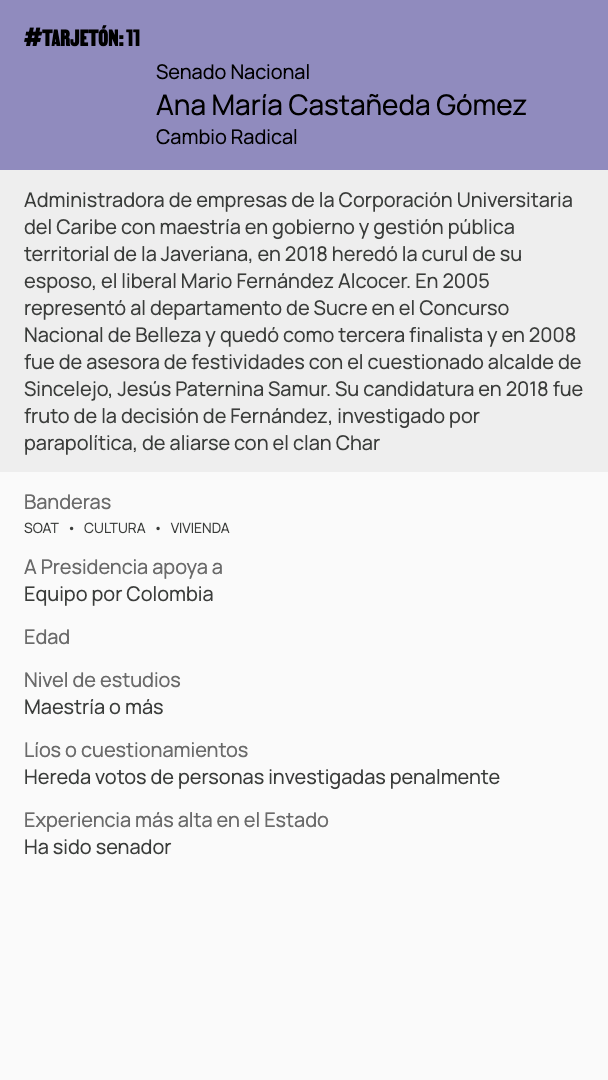 #TARJETÓN: 11
Senado Nacional
Ana María Castañeda Gómez
Cambio Radical
Administradora de empresas de la Corporación Universitaria
del Caribe con maestría en gobierno y gestión pública
territorial de la Javeriana, en 2018 heredó la curul de su
esposo, el liberal Mario Fernández Alcocer. En 2005
representó al departamento de Sucre en el Concurso
Nacional de Belleza y quedó como tercera finalista y en 2008
fue de asesora de festividades con el cuestionado alcalde de
Sincelejo, Jesús Paternina Samur. Su candidatura en 2018 fue
fruto de la decisión de Fernández, investigado por
parapolítica, de aliarse con el clan Char
Banderas
SOAT • CULTURA • VIVIENDA
A Presidencia apoya a
Equipo por Colombia
Edad
Nivel de estudios
Maestría o más
Líos o cuestionamientos
Hereda votos de personas investigadas penalmente
Experiencia más alta en el Estado
Ha sido senador